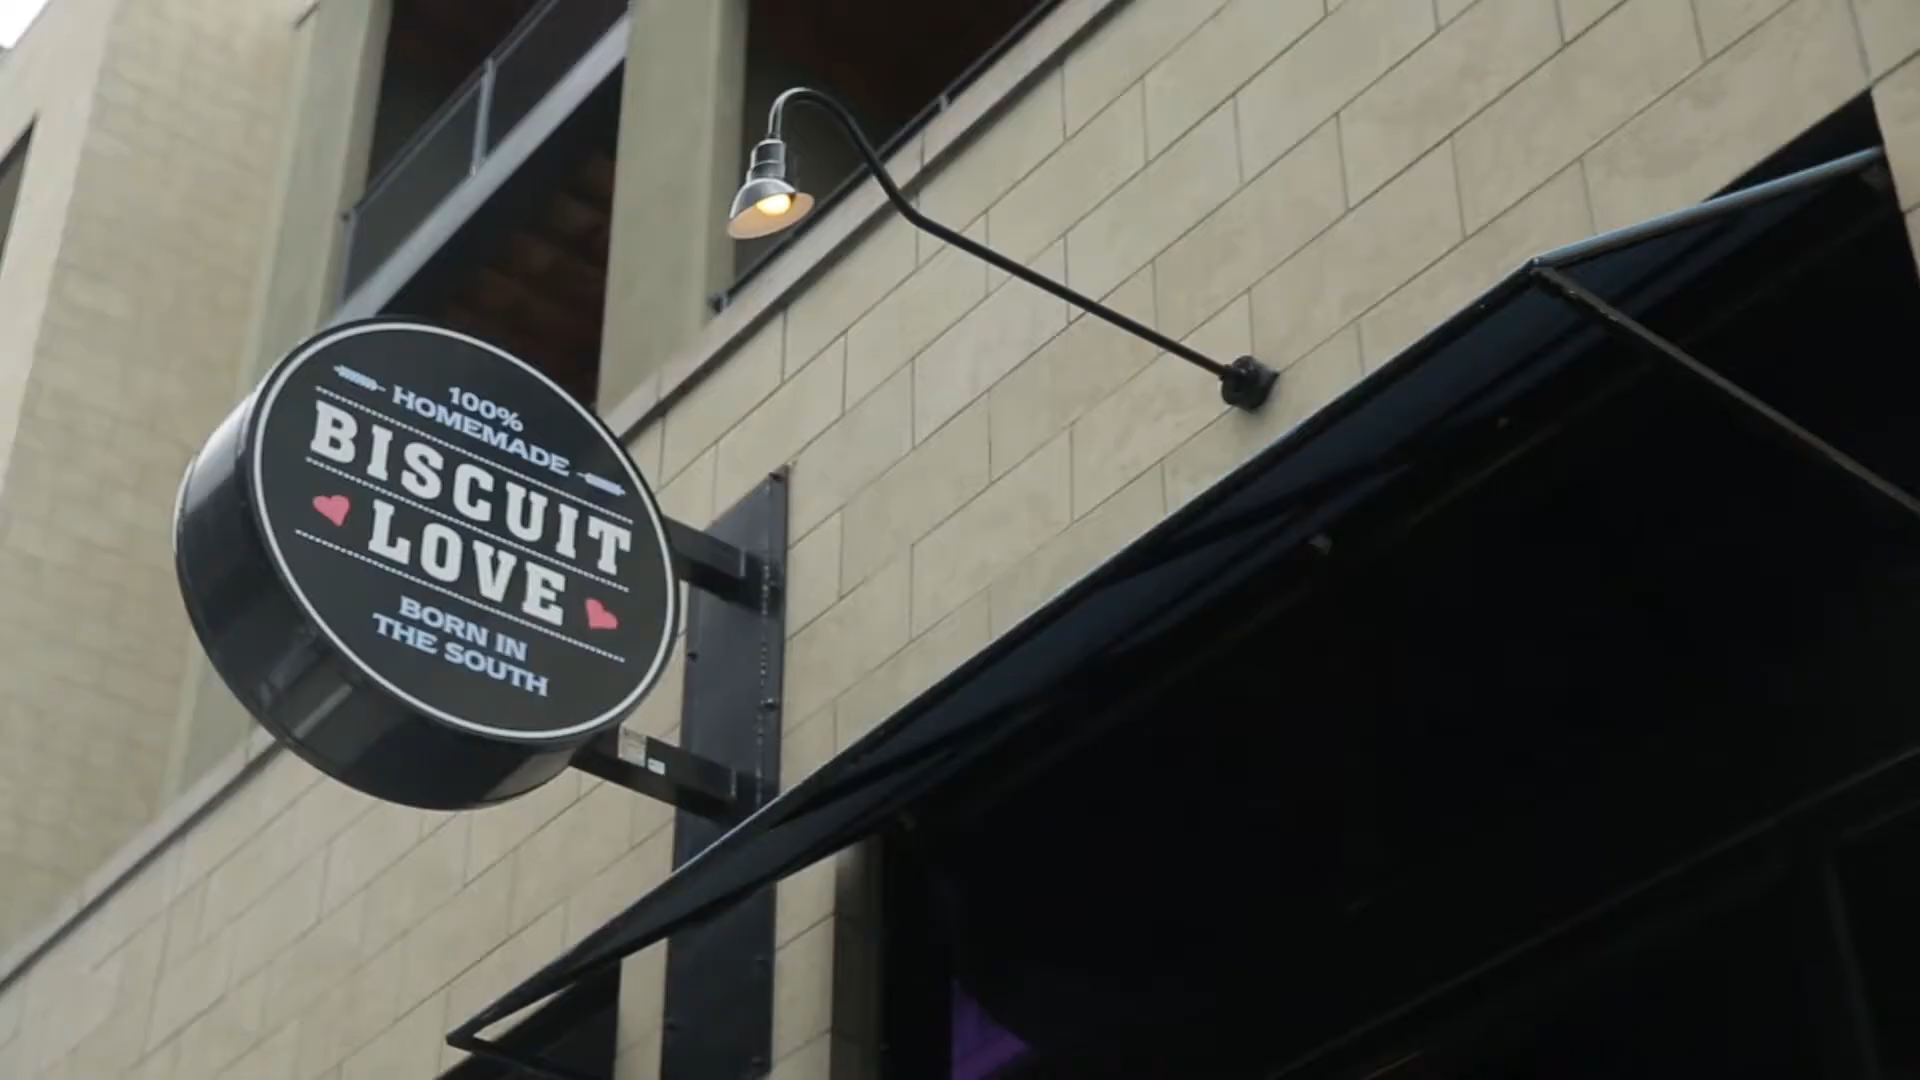 100%
HOMEMADE
BISCUIT
LOVE
BORN IN
THE SOUTH